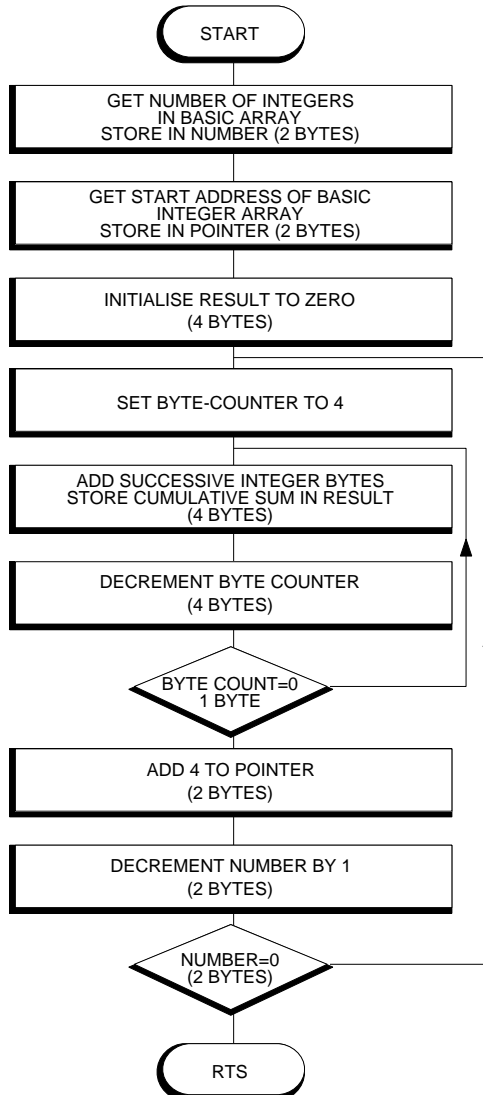 START
GET NUMBER OF INTEGERS
IN BASIC ARRAY
STORE IN NUMBER (2 BYTES)
GET START ADDRESS OF BASIC
INTEGER ARRAY
STORE IN POINTER (2 BYTES)
INITIALISE RESULT TO ZERO
(4 BYTES)
SET BYTE-COUNTER TO 4
ADD SUCCESSIVE INTEGER BYTES
STORE CUMULATIVE SUM IN RESULT
(4 BYTES)
DECREMENT BYTE COUNTER
(4 BYTES)
BYTE COUNT=0
1 BYTE
ADD 4 TO POINTER
(2 BYTES)
DECREMENT NUMBER BY 1
(2 BYTES)
NUMBER=0
(2 BYTES)
RTS